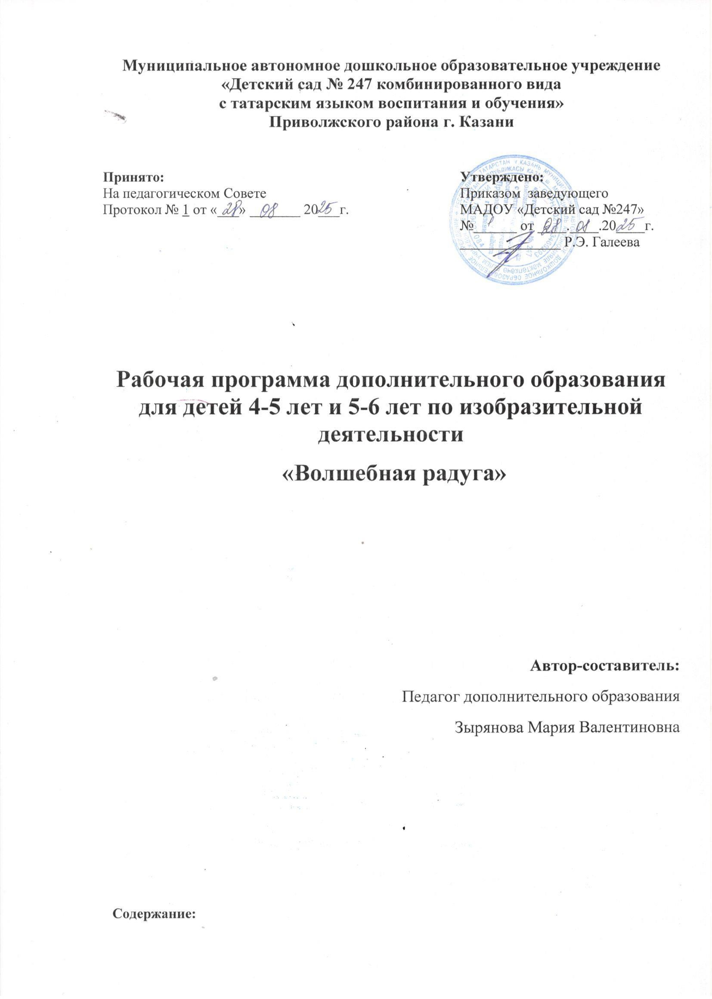 Муниципальное автономное дошкольное образовательное учреждение
«Детский сад № 247 комбинированного вида
с татарским языком воспитания и обучения»
Приволжского района г. Казани
Принято:
На педагогическом Совете
Протокол № 1 от «28» 08 2025 г.
Утверждено:
Приказом заведующего
МАДОУ «Детский сад №247»
№ 1 от 28.08.2025г.
Р.Э. Галеева
Рабочая программа дополнительного образования
для детей 4-5 лет и 5-6 лет по изобразительной
деятельности
«Волшебная радуга»
Автор-составитель:
Педагог дополнительного образования
Зырянова Мария Валентиновна
Содержание: